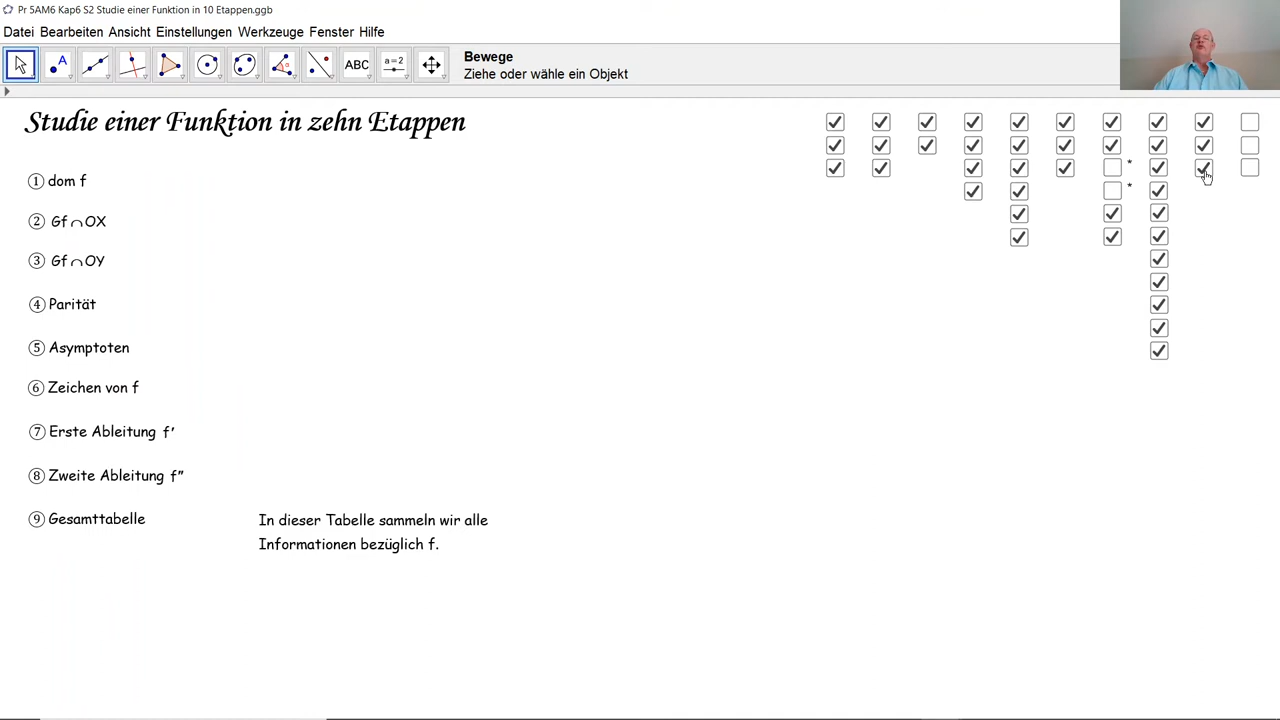 Pr 5AM6 Kap6 S2 Studie einer Funktion in 10 Etappen.ggb
Datei Bearbeiten Ansicht Einstellungen Werkzeuge Fenster Hilfe
A
ABC
a=2
Bewege
Ziehe oder wähle ein Objekt
Studie einer Funktion in zehn Etappen
① dom f
② Gf∩OX
③ Gf∩OY
④ Parität
⑤ Asymptoten
⑥ Zeichen von f
⑦ Erste Ableitung f'
⑧ Zweite Ableitung f"
⑨ Gesamttabelle
In dieser Tabelle sammeln wir alle
Informationen bezüglich f.
*
*